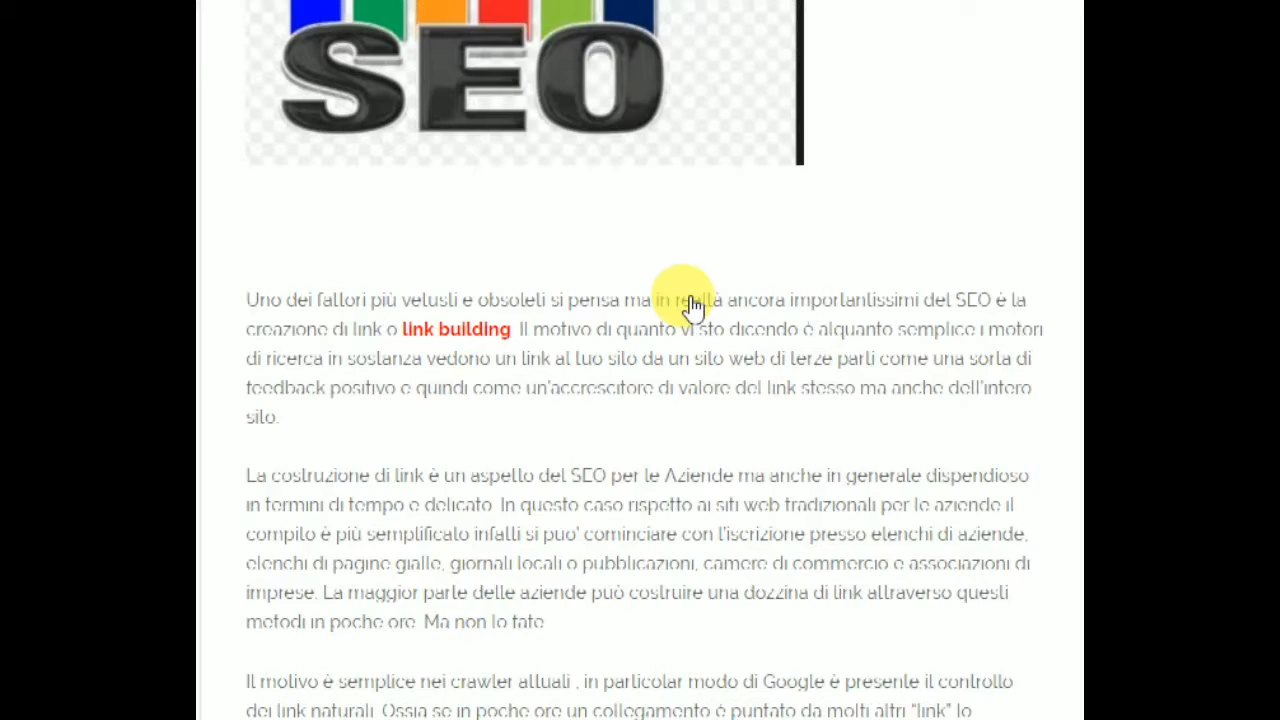 SEO
Uno dei fattori più vetusti e obsoleti si pensa ma in realtà ancora importantissimi del SEO è la
creazione di link o link building. Il motivo di quanto vi sto dicendo è alquanto semplice i motori
di ricerca in sostanza vedono un link al tuo sito da un sito web di terze parti come una sorta di
feedback positivo e quindi come un'accrescitore di valore del link stesso ma anche dell'intero
sito.
La costruzione di link è un aspetto del SEO per le Aziende ma anche in generale dispendioso
in termini di tempo e delicato. In questo caso rispetto ai siti web tradizionali per le aziende il
compito è più semplificato infatti si puo' cominciare con l'iscrizione presso elenchi di aziende,
elenchi di pagine gialle, giornali locali o pubblicazioni, camere di commercio e associazioni di
imprese. La maggior parte delle aziende può costruire una dozzina di link attraverso questi
metodi in poche ore. Ma non lo fate
Il motivo è semplice nei crawler attuali , in particolar modo di Google è presente il controllo
dei link naturali. Ossia se in poche ore un collegamento è puntato da molti altri "link" lo